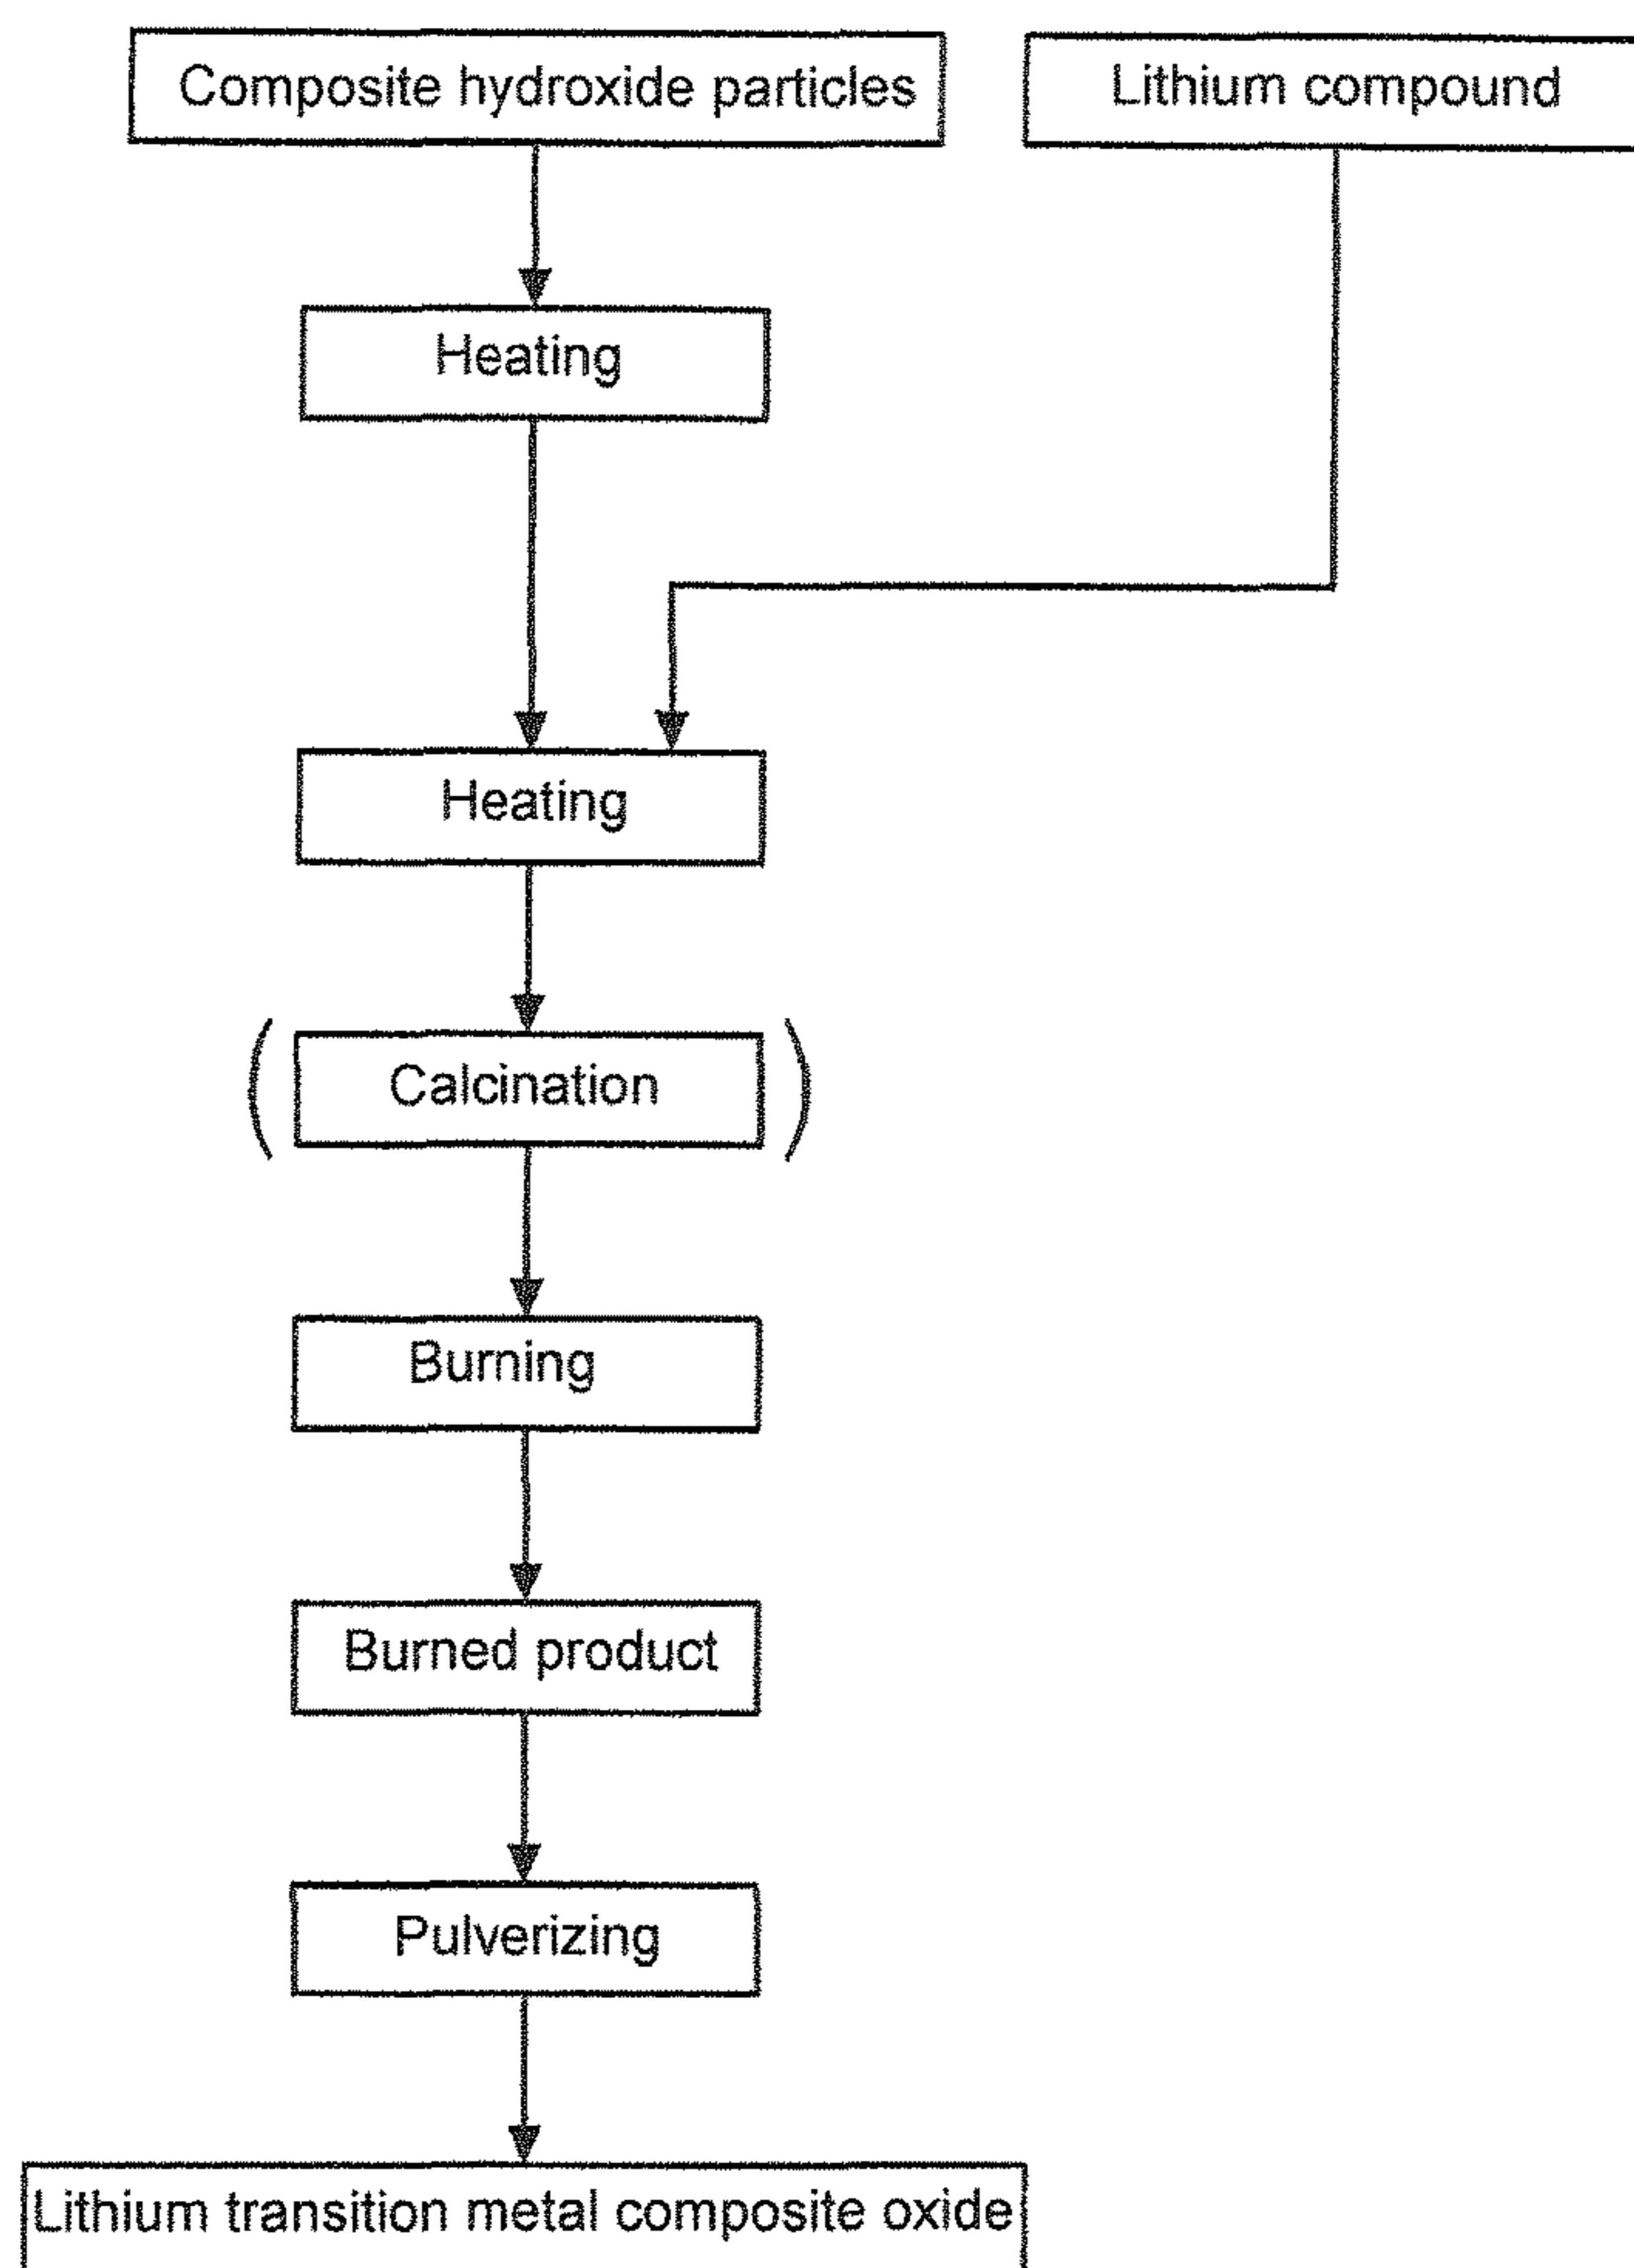 Composite hydroxide particles
Lithium compound
Heating
Heating
( Calcination )
Burning
Burned product
Pulverizing
Lithium transition metal composite oxide